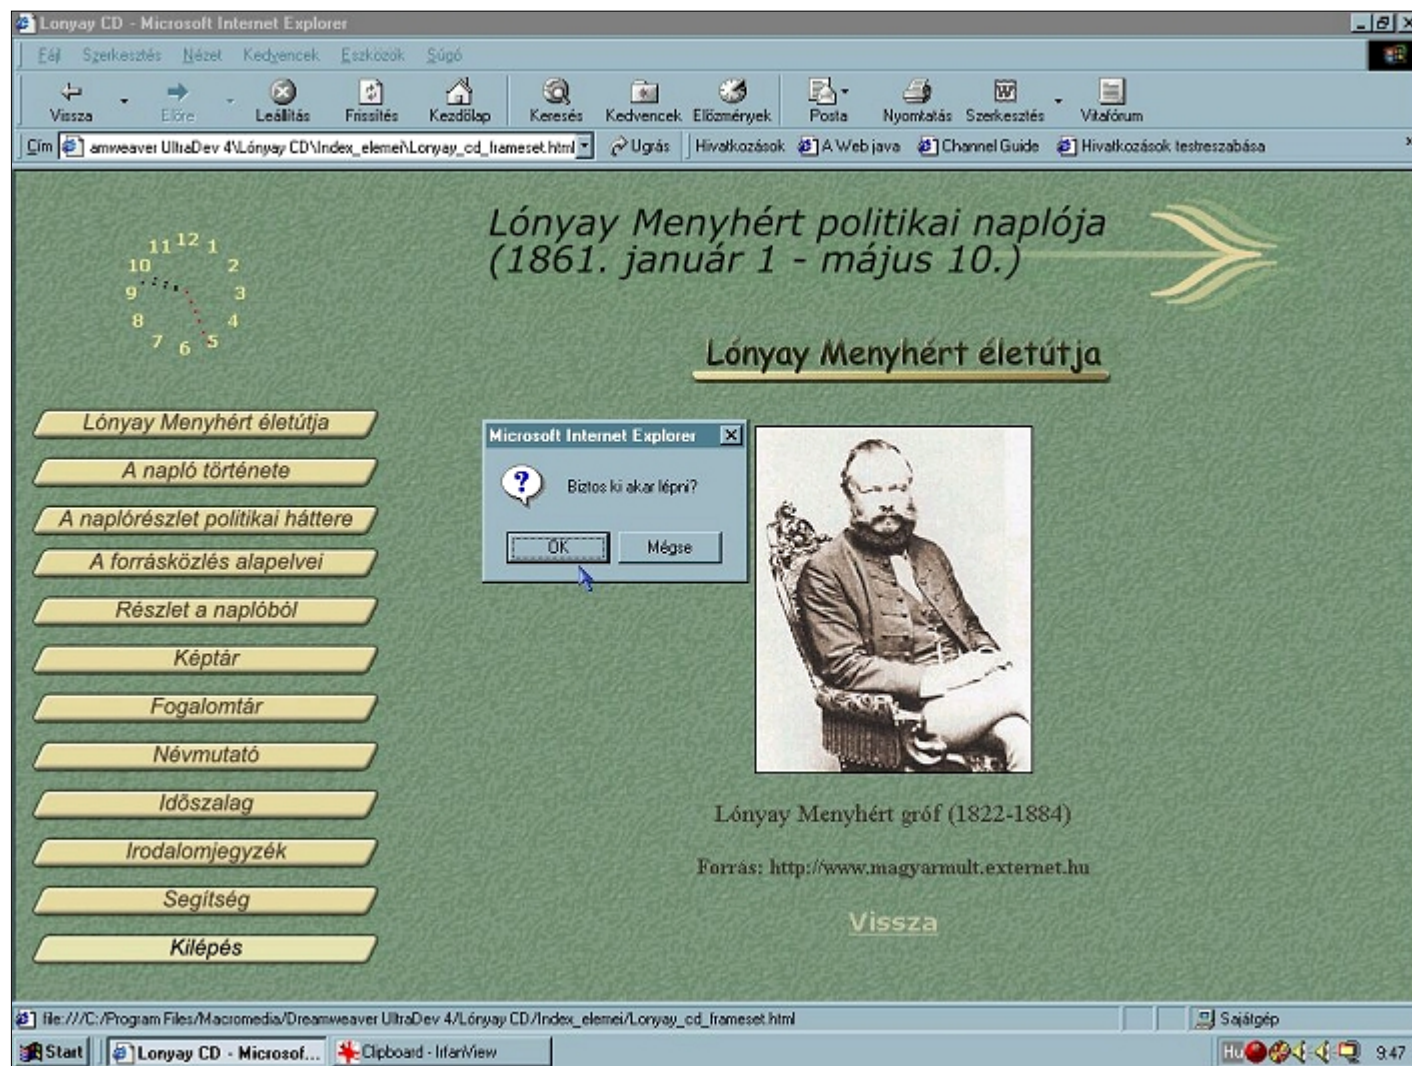 Lonyay CD - Microsoft Internet Explorer
Fájl Szerkesztés Nézet Kedvencek Eszközök Súgó
Vissza Előre Leállítás Frissítés Kezdőlap Keresés Kedvencek Előzmények Posta Nyomtatás Szerkesztés Vitafórum
Cím amweaver UltraDev 4\Lónyay CD\Index_elemei\Lonyay_cd_frameset.html Ugrás Hivatkozások A Web java Channel Guide Hivatkozások testreszabása
Lónyay Menyhért politikai naplója
(1861. január 1 - május 10.)
12
11 1
10 2
9 3
8 4
7 6 5
Lónyay Menyhért életútja
Lónyay Menyhért életútja
A napló története
A naplórészlet politikai háttere
A forrásközlés alapelvei
Részlet a naplóból
Képtár
Fogalomtár
Névmutató
Időszalag
Irodalomjegyzék
Segítség
Kilépés
Microsoft Internet Explorer
Biztos ki akar lépni?
OK Mégse
Lónyay Menyhért gróf (1822-1884)
Forrás: http://www.magyarmult.externet.hu
Vissza
file:///C:/Program Files/Macromedia/Dreamweaver UltraDev 4/Lónyay CD/Index_elemei/Lonyay_cd_frameset.html Sajátgép
Start Lonyay CD - Microsof... Clipboard - IrfanView Hu 9:47